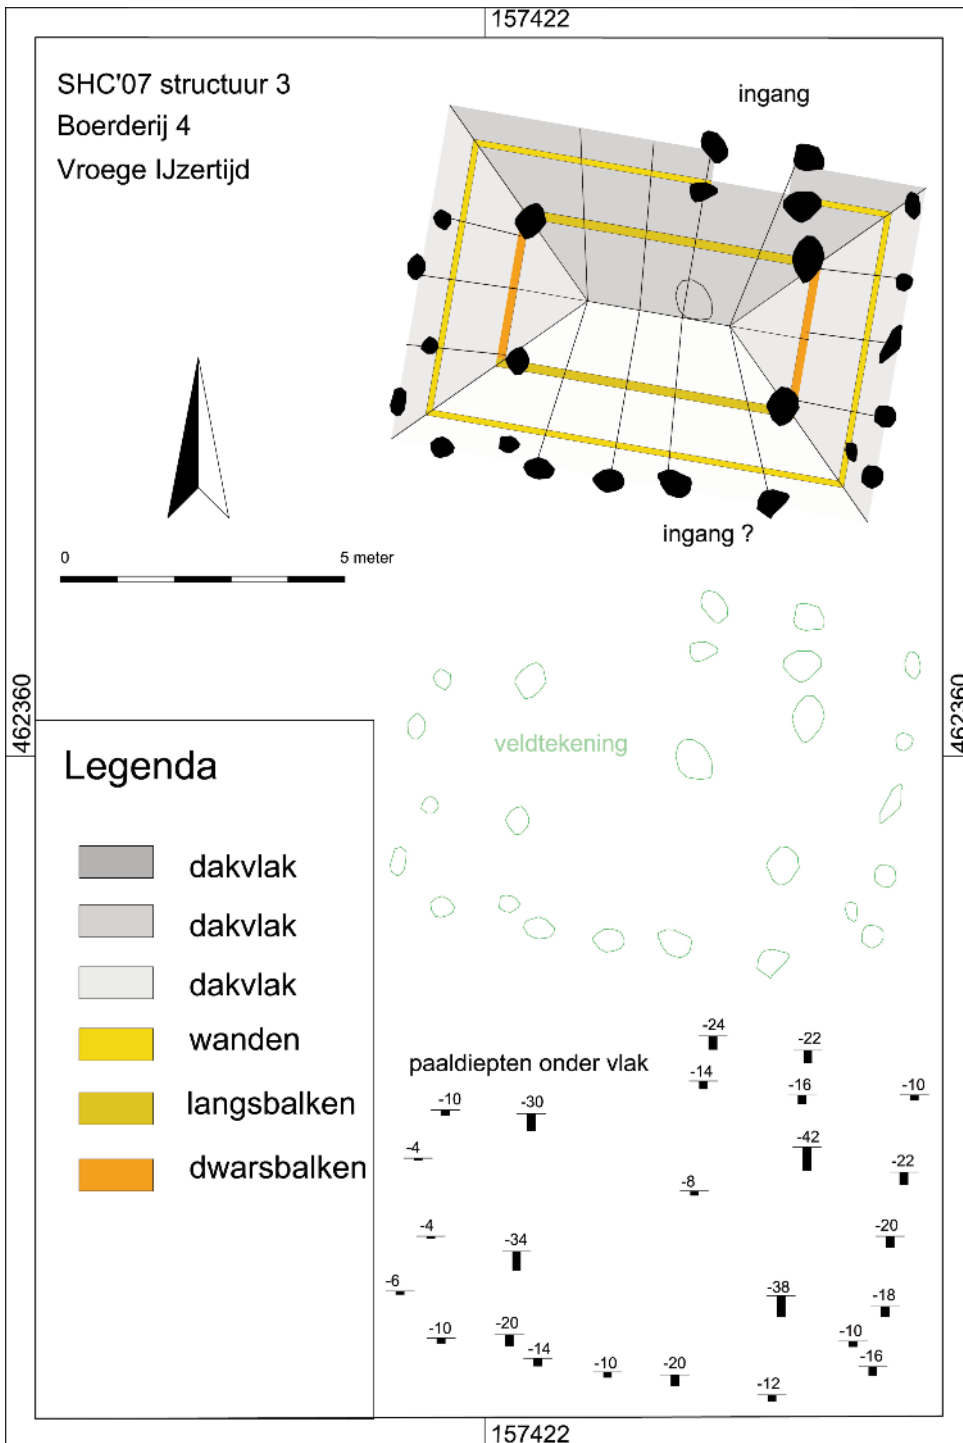 157422
SHC'07 structuur 3
Boerderij 4
Vroege IJzertijd
ingang
ingang ?
0
5 meter
462360
462360
veldtekening
Legenda
dakvlak
dakvlak
dakvlak
wanden
langsbalken
dwarsbalken
paaldiepten onder vlak
-24
-22
-14
-16
-10
-10
-30
-42
-4
-22
-8
-4
-34
-20
-6
-38
-18
-10
-20
-10
-14
-16
-10
-20
-12
157422